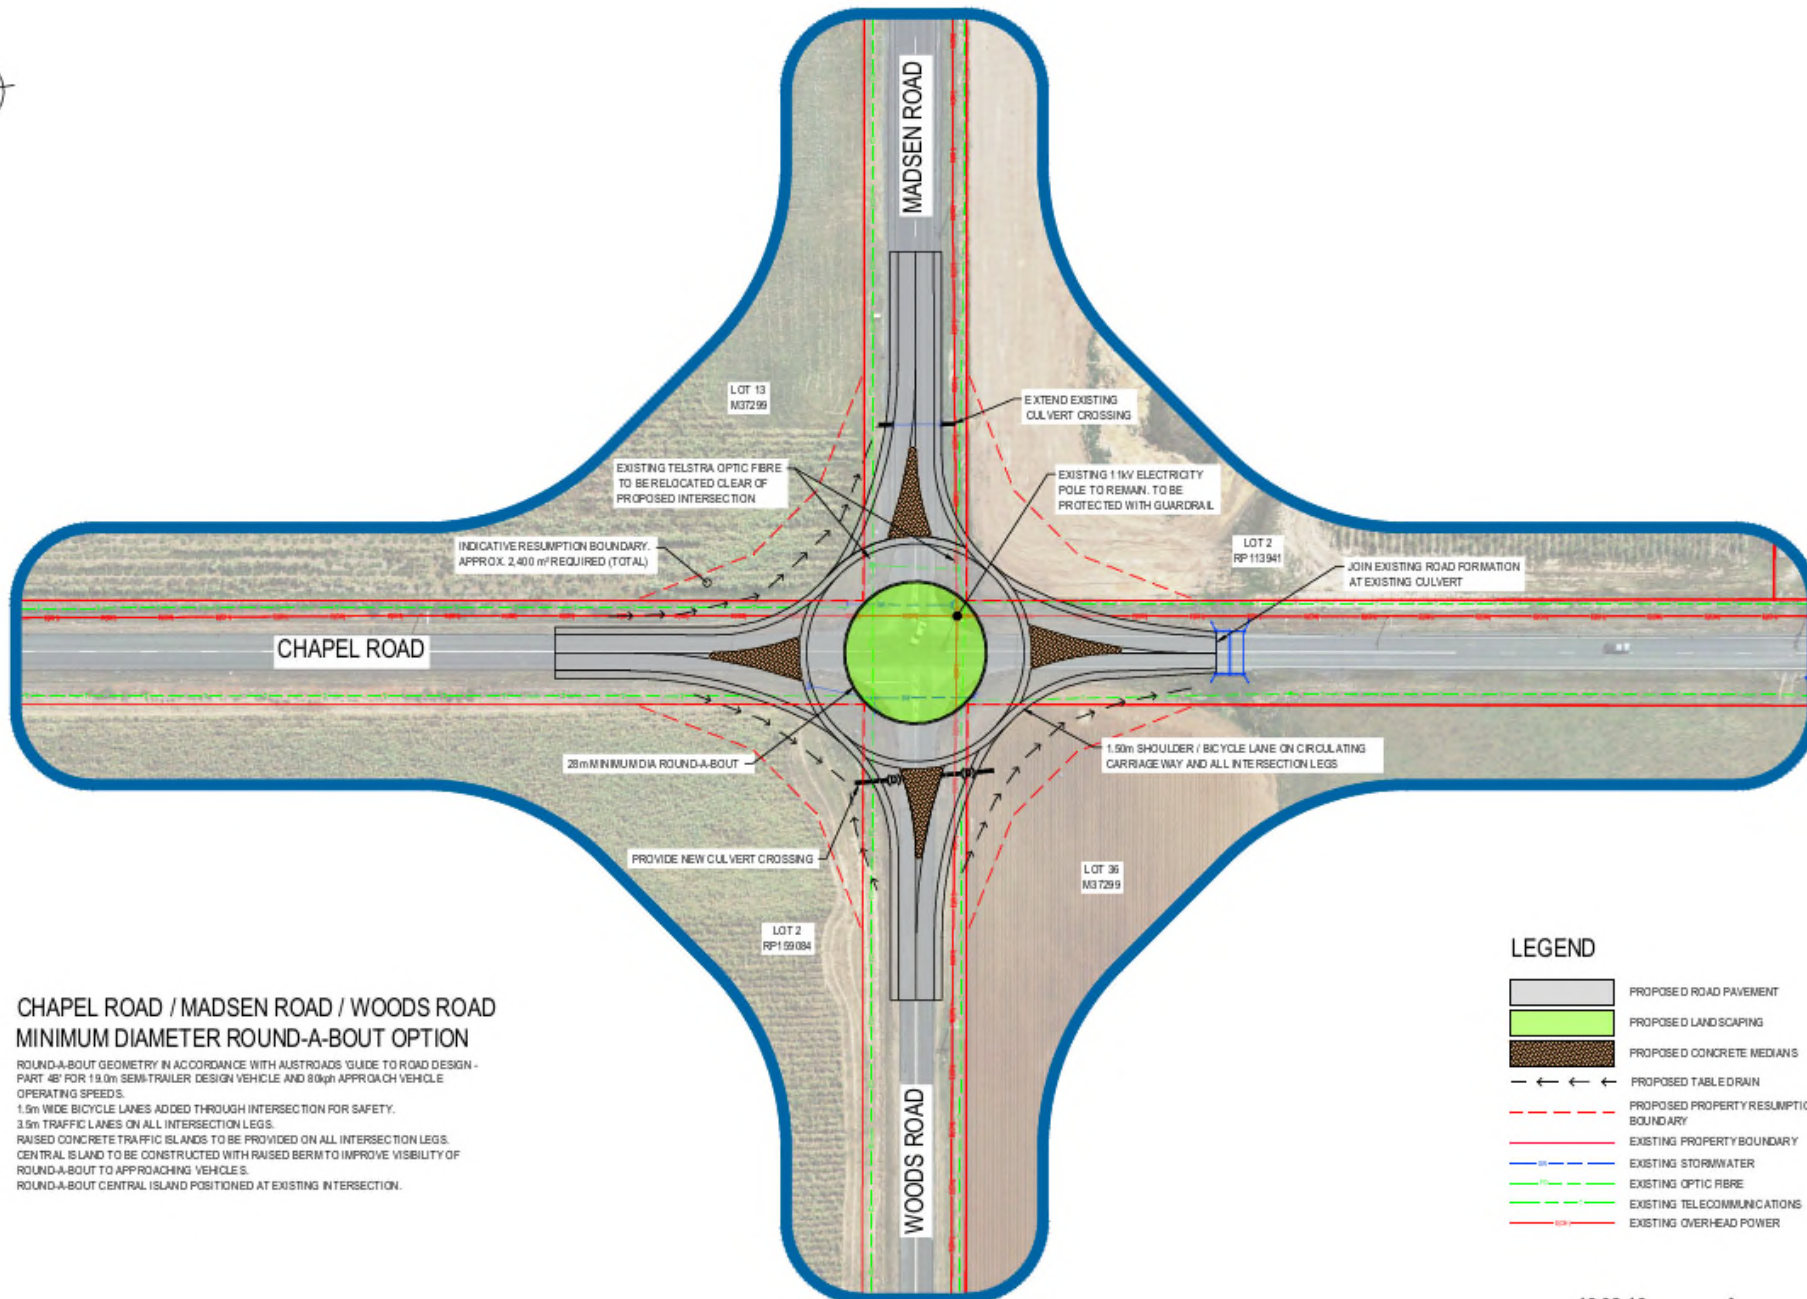 MADSEN ROAD
LOT 13
M37299
EXTEND EXISTING
CULVERT CROSSING
EXISTING TELSTRA OPTIC FIBRE
TO BE RELOCATED CLEAR OF
PROPOSED INTERSECTION
EXISTING 11kV ELECTRICITY
POLE TO REMAIN. TO BE
PROTECTED WITH GUARDRAIL
INDICATIVE RESUMPTION BOUNDARY.
APPROX. 2,400 m² REQUIRED (TOTAL)
LOT 2
RP113941
JOIN EXISTING ROAD FORMATION
AT EXISTING CULVERT
CHAPEL ROAD
28m MINIMUM DIA ROUND-A-BOUT
1.50m SHOULDER / BICYCLE LANE ON CIRCULATING
CARRIAGEWAY AND ALL INTERSECTION LEGS
PROVIDE NEW CULVERT CROSSING
LOT 36
M37299
LOT 2
RP159084
WOODS ROAD
CHAPEL ROAD / MADSEN ROAD / WOODS ROAD
MINIMUM DIAMETER ROUND-A-BOUT OPTION
ROUND-A-BOUT GEOMETRY IN ACCORDANCE WITH AUSTROADS 'GUIDE TO ROAD DESIGN -
PART 4B' FOR 19.0m SEMI-TRAILER DESIGN VEHICLE AND 80kph APPROACH VEHICLE
OPERATING SPEEDS.
1.5m WIDE BICYCLE LANES ADDED THROUGH INTERSECTION FOR SAFETY.
3.5m TRAFFIC LANES ON ALL INTERSECTION LEGS.
RAISED CONCRETE TRAFFIC ISLANDS TO BE PROVIDED ON ALL INTERSECTION LEGS.
CENTRAL ISLAND TO BE CONSTRUCTED WITH RAISED BERM TO IMPROVE VISIBILITY OF
ROUND-A-BOUT TO APPROACHING VEHICLES.
ROUND-A-BOUT CENTRAL ISLAND POSITIONED AT EXISTING INTERSECTION.
LEGEND
PROPOSED ROAD PAVEMENT
PROPOSED LANDSCAPING
PROPOSED CONCRETE MEDIANS
PROPOSED TABLE DRAIN
PROPOSED PROPERTY RESUMPTIO
BOUNDARY
EXISTING PROPERTY BOUNDARY
EXISTING STORMWATER
EXISTING OPTIC FIBRE
EXISTING TELECOMMUNICATIONS
EXISTING OVERHEAD POWER